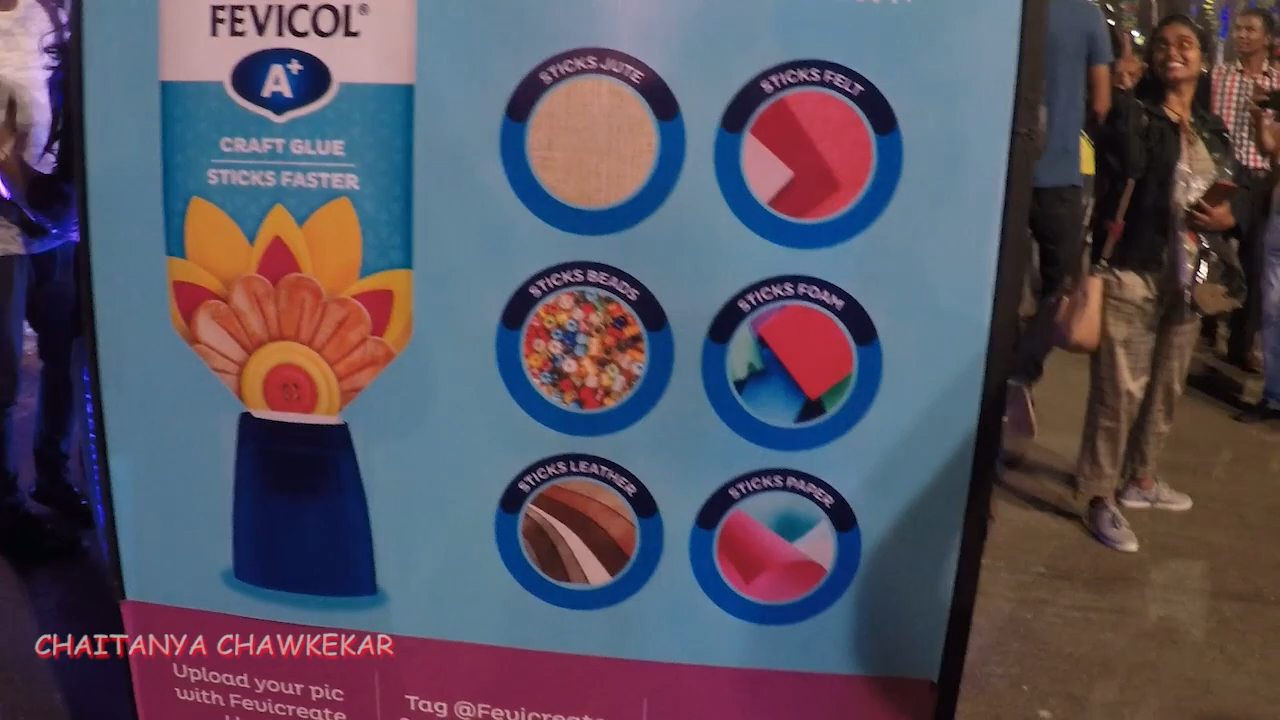 FEVICOL®
A+
CRAFT GLUE
STICKS FASTER
STICKS JUTE
STICKS FELT
STICKS BEADS
STICKS FOAM
STICKS LEATHER
STICKS PAPER
CHAITANYA CHAWKEKAR
Upload your pic
with Fevicreate
Tag @Fevicreate